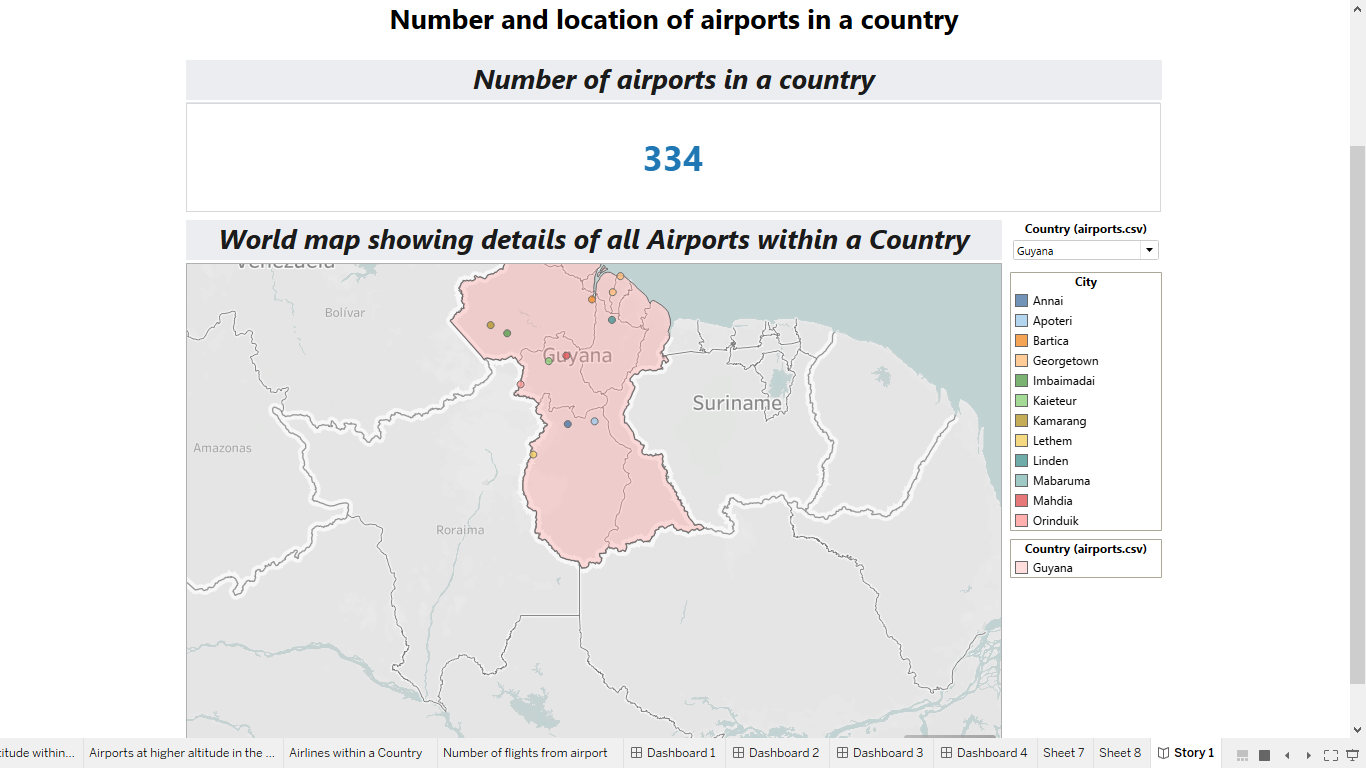 Number and location of airports in a country
Number of airports in a country
334
World map showing details of all Airports within a Country
Country (airports.csv)
Guyana
City
Annai
Apoteri
Bartica
Georgetown
Imbaimadai
Kaieteur
Kamarang
Lethem
Linden
Mabaruma
Mahdia
Orinduik
Country (airports.csv)
Guyana
Venezuela
Bolívar
Guyana
Suriname
Amazonas
Roraima
titude within...
Airports at higher altitude in the ...
Airlines within a Country
Number of flights from airport
Dashboard 1
Dashboard 2
Dashboard 3
Dashboard 4
Sheet 7
Sheet 8
Story 1